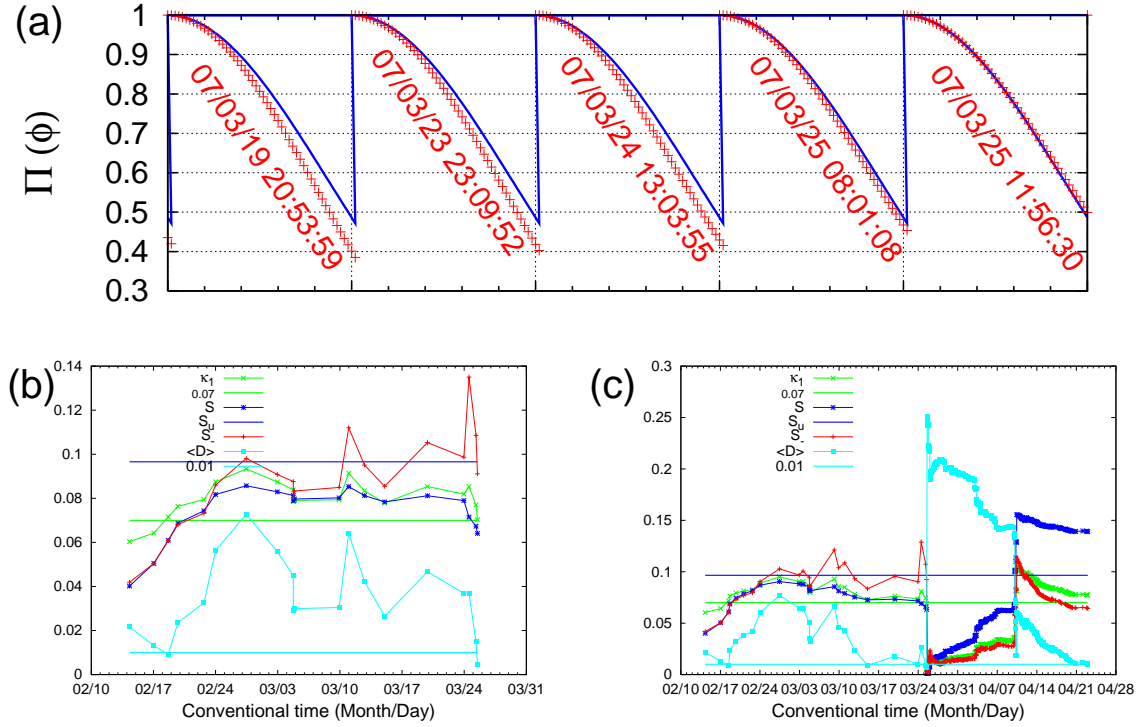 (a)
Π (ϕ)
1
0.9
0.8
0.7
0.6
0.5
0.4
0.3
07/03/19 20:53:59
07/03/23 23:09:52
07/03/24 13:03:55
07/03/25 08:01:08
07/03/25 11:56:30
(b)
0.14
0.12
0.1
0.08
0.06
0.04
0.02
0
κ1
0.07
S
Su
S-
<D>
0.01
02/10 02/17 02/24 03/03 03/10 03/17 03/24 03/31
Conventional time (Month/Day)
(c)
0.3
0.25
0.2
0.15
0.1
0.05
0
κ1
0.07
S
Su
S-
<D>
0.01
02/10 02/17 02/24 03/03 03/10 03/17 03/24 03/31 04/07 04/14 04/21 04/28
Conventional time (Month/Day)